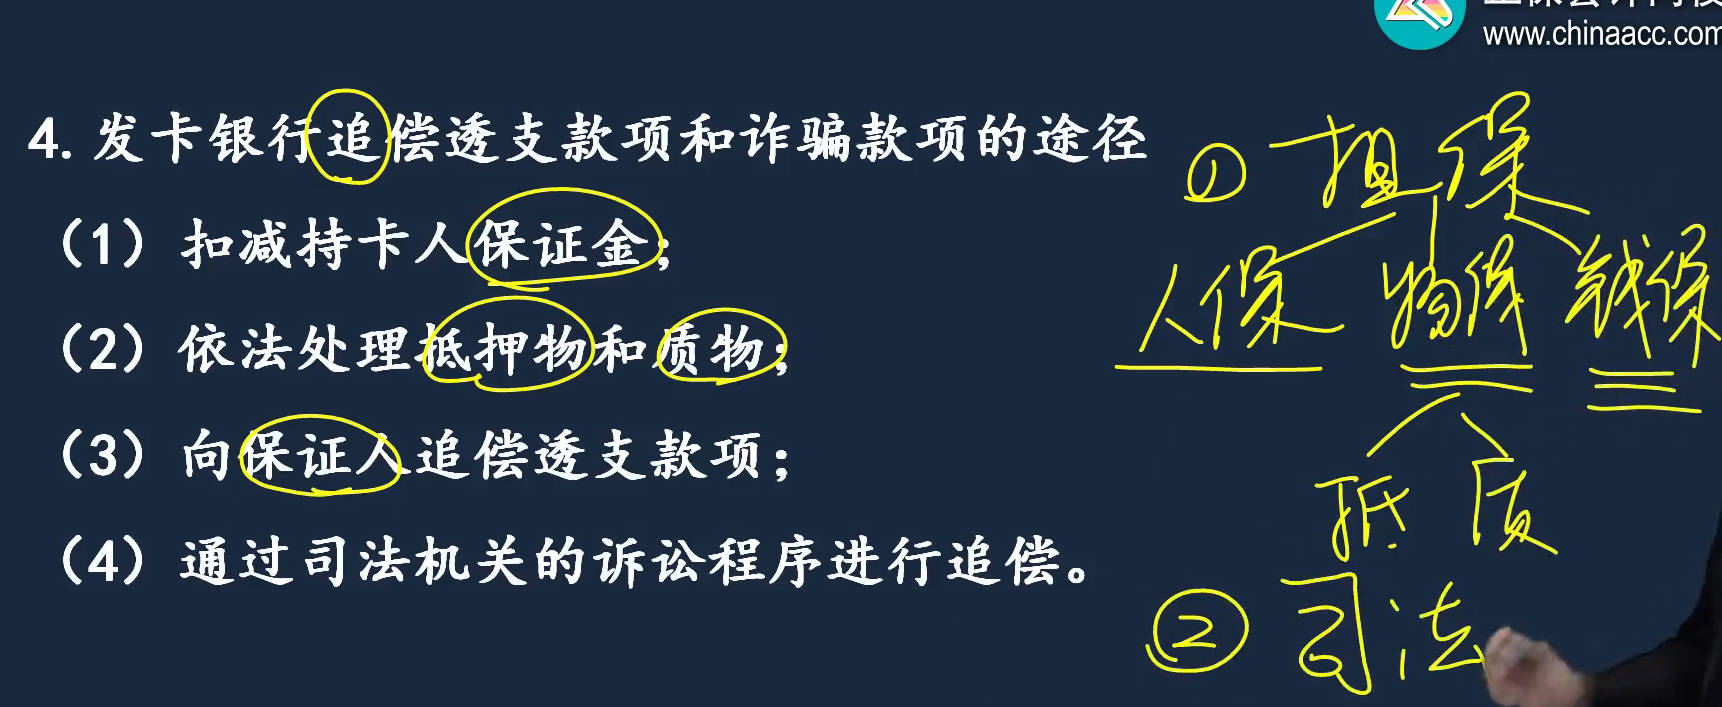 www.chinaacc.com
4. 发卡银行追偿透支款项和诈骗款项的途径
（1）扣减持卡人保证金；
（2）依法处理抵押物和质物；
（3）向保证人追偿透支款项；
（4）通过司法机关的诉讼程序进行追偿。
① 担保
人保 物保 钱保
抵 质
② 司法